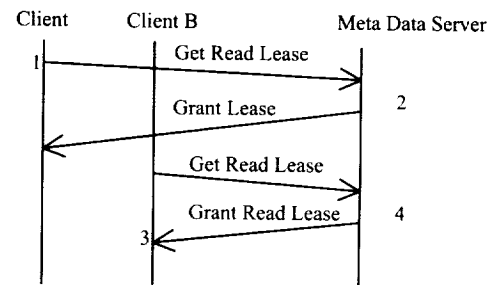 Client Client B Meta Data Server
1 Get Read Lease
Grant Lease 2
Get Read Lease
Grant Read Lease 4
3